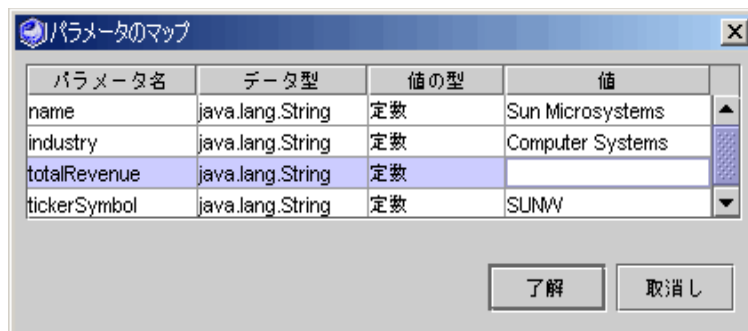 パラメータのマップ
パラメータ名 データ型 値の型 値
name java.lang.String 定数 Sun Microsystems
industry java.lang.String 定数 Computer Systems
totalRevenue java.lang.String 定数
tickerSymbol java.lang.String 定数 SUNW
了解 取消し